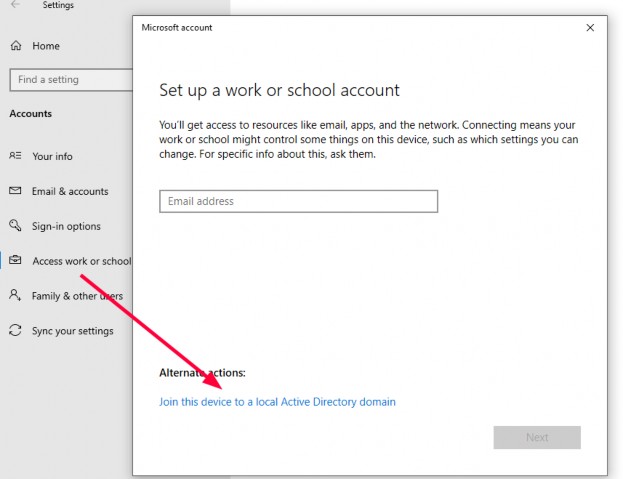 Settings
Home
Find a setting
Accounts
Your info
Email & accounts
Sign-in options
Access work or school
Family & other users
Sync your settings
Microsoft account
Set up a work or school account
You'll get access to resources like email, apps, and the network. Connecting means your
work or school might control some things on this device, such as which settings you can
change. For specific info about this, ask them.
Email address
Alternate actions:
Join this device to a local Active Directory domain
Next